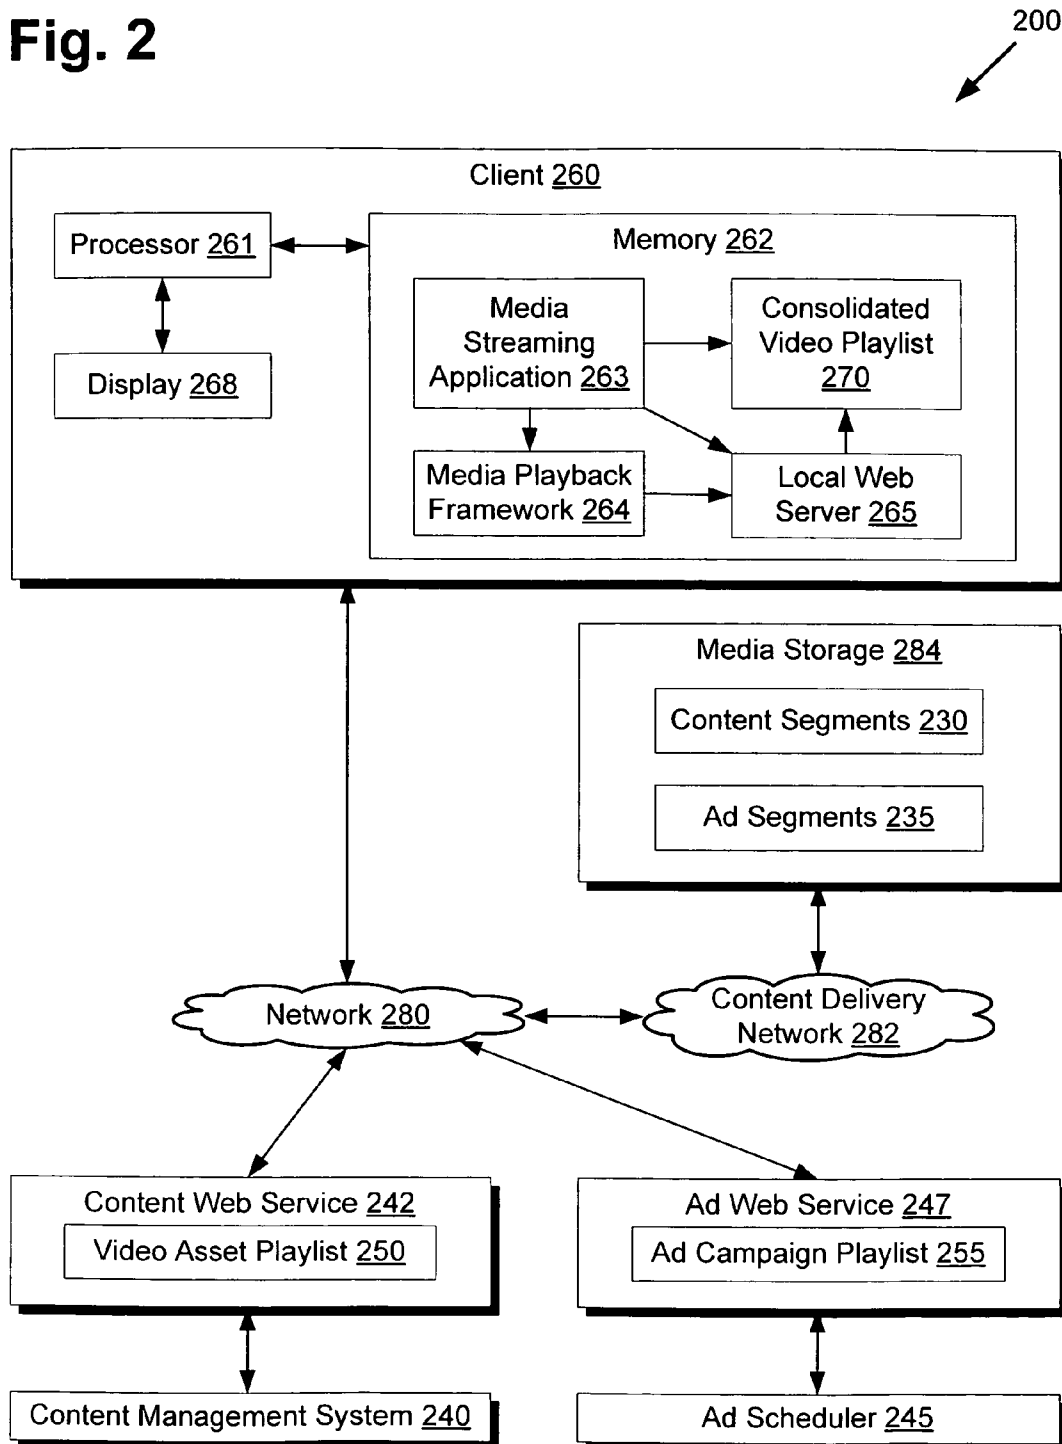 Fig. 2
200
Client 260
Processor 261
Display 268
Memory 262
Media
Streaming
Application 263
Consolidated
Video Playlist
270
Media Playback
Framework 264
Local Web
Server 265
Media Storage 284
Content Segments 230
Ad Segments 235
Network 280
Content Delivery
Network 282
Content Web Service 242
Video Asset Playlist 250
Ad Web Service 247
Ad Campaign Playlist 255
Content Management System 240
Ad Scheduler 245